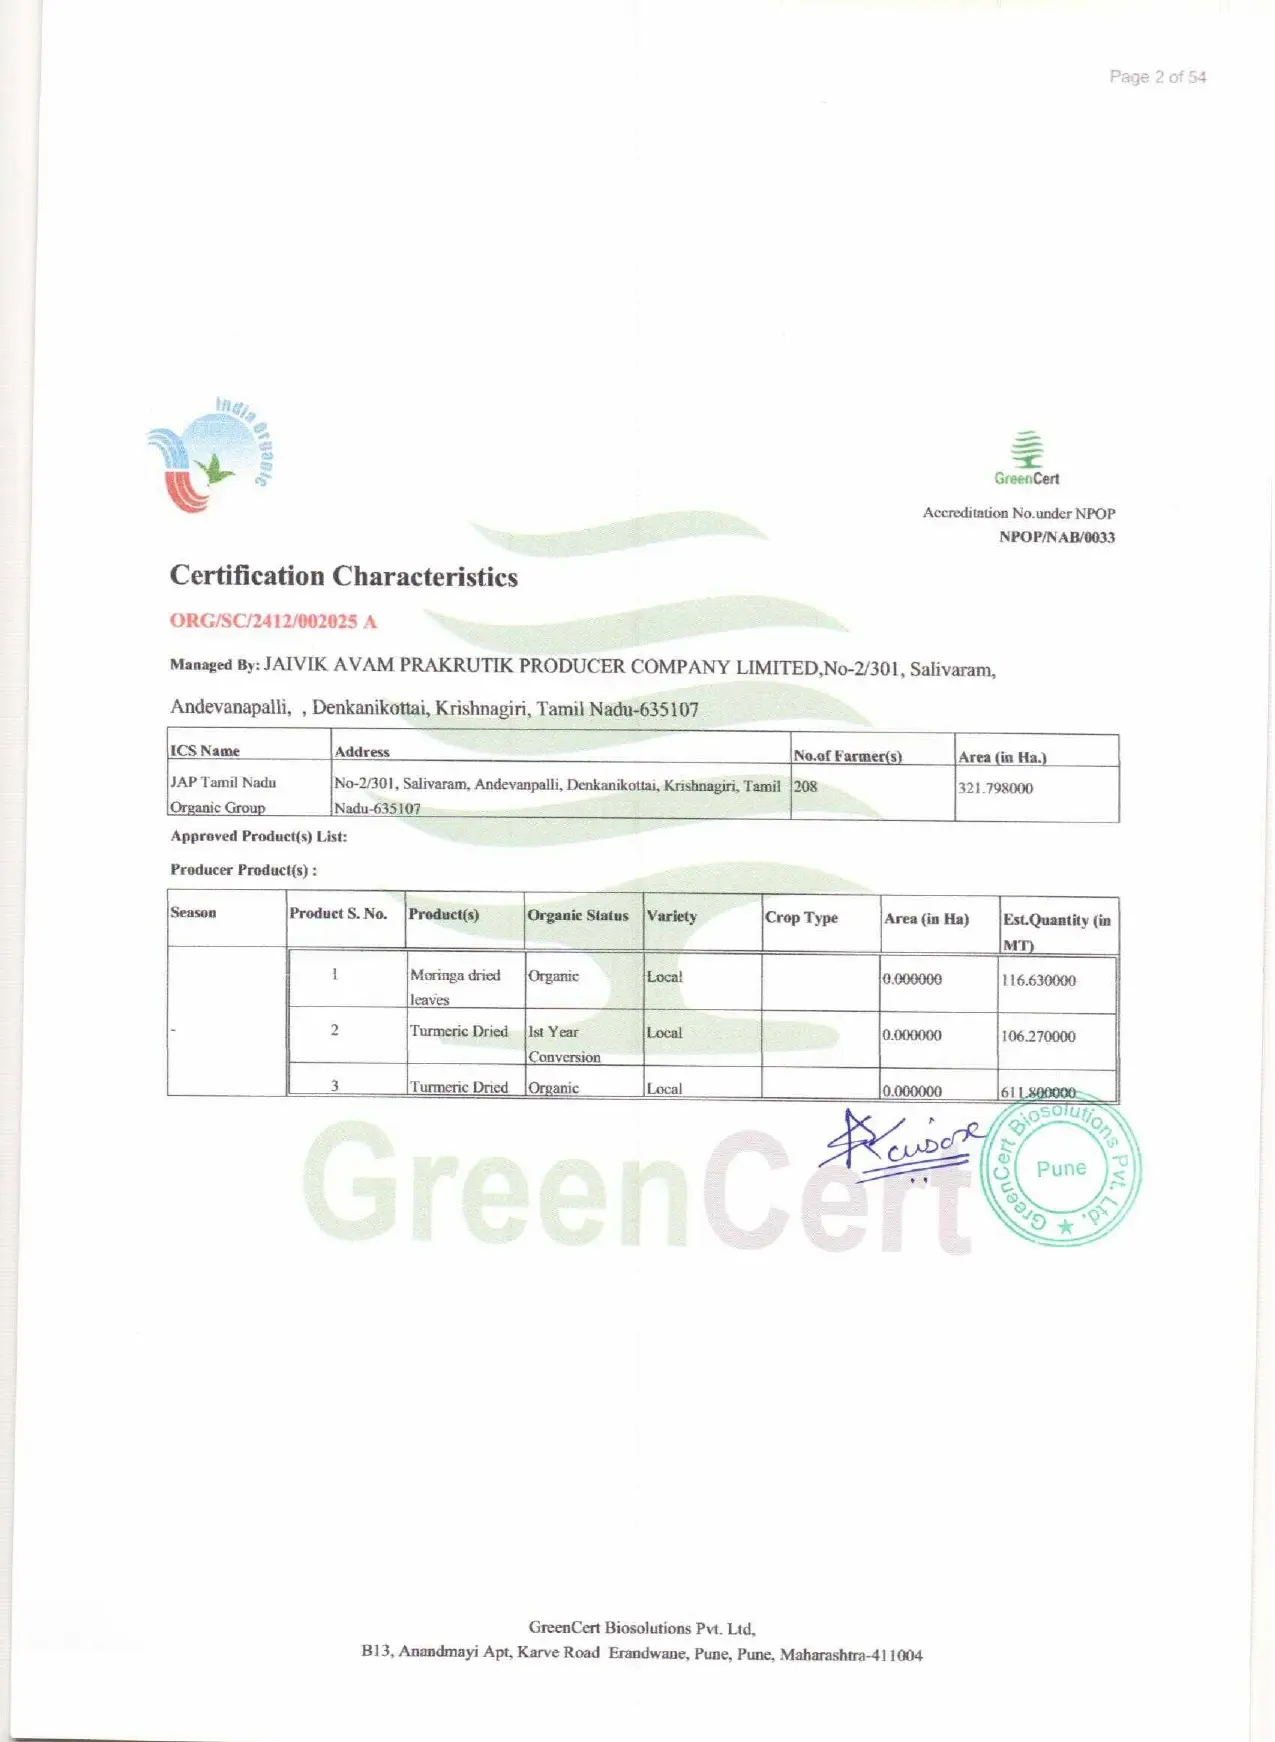 Page 2 of 54
India Organic
GreenCert
Accreditation No.under NPOP
NPOP/NAB/0033
Certification Characteristics
ORG/SC/2412/002025 A
Managed By: JAIVIK AVAM PRAKRUTIK PRODUCER COMPANY LIMITED,No-2/301, Salivaram,
Andevanapalli, , Denkanikottai, Krishnagiri, Tamil Nadu-635107
ICS Name Address No.of Farmer(s) Area (in Ha.)
JAP Tamil Nadu No-2/301, Salivaram, Andevanpalli, Denkanikottai, Krishnagiri, Tamil 208 321.798000
Organic Group Nadu-635107
Approved Product(s) List:
Producer Product(s) :
Season Product S. No. Product(s) Organic Status Variety Crop Type Area (in Ha) Est.Quantity (in
MT)
1 Moringa dried Organic Local 0.000000 116.630000
leaves
- 2 Turmeric Dried 1st Year Local 0.000000 106.270000
Conversion
3 Turmeric Dried Organic Local 0.000000 611.800000
GreenCert
GreenCert Biosolutions Pvt. Ltd.
Pune
GreenCert Biosolutions Pvt. Ltd,
B13, Anandmayi Apt, Karve Road Erandwane, Pune, Pune, Maharashtra-411004